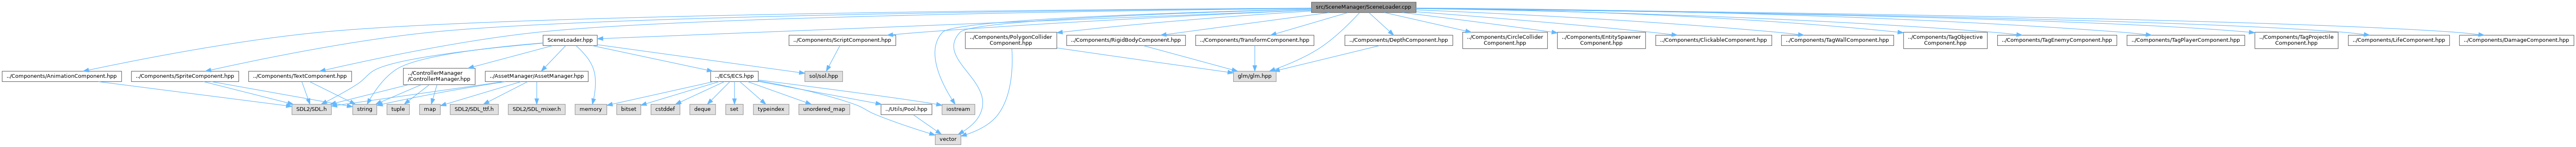 src/SceneManager/SceneLoader.cpp
SceneLoader.hpp
../Components/ScriptComponent.hpp
../Components/PolygonCollider
Component.hpp
../Components/RigidBodyComponent.hpp
../Components/TransformComponent.hpp
../Components/DepthComponent.hpp
../Components/CircleCollider
Component.hpp
../Components/EntitySpawner
Component.hpp
../Components/ClickableComponent.hpp
../Components/TagWallComponent.hpp
../Components/TagObjective
Component.hpp
../Components/TagEnemyComponent.hpp
../Components/TagPlayerComponent.hpp
../Components/TagProjectile
Component.hpp
../Components/LifeComponent.hpp
../Components/DamageComponent.hpp
../Components/AnimationComponent.hpp
../Components/SpriteComponent.hpp
../Components/TextComponent.hpp
../ControllerManager
/ControllerManager.hpp
../AssetManager/AssetManager.hpp
../ECS/ECS.hpp
sol/sol.hpp
glm/glm.hpp
SDL2/SDL.h
string
tuple
map
SDL2/SDL_ttf.h
SDL2/SDL_mixer.h
memory
bitset
cstddef
deque
set
typeindex
unordered_map
../Utils/Pool.hpp
iostream
vector